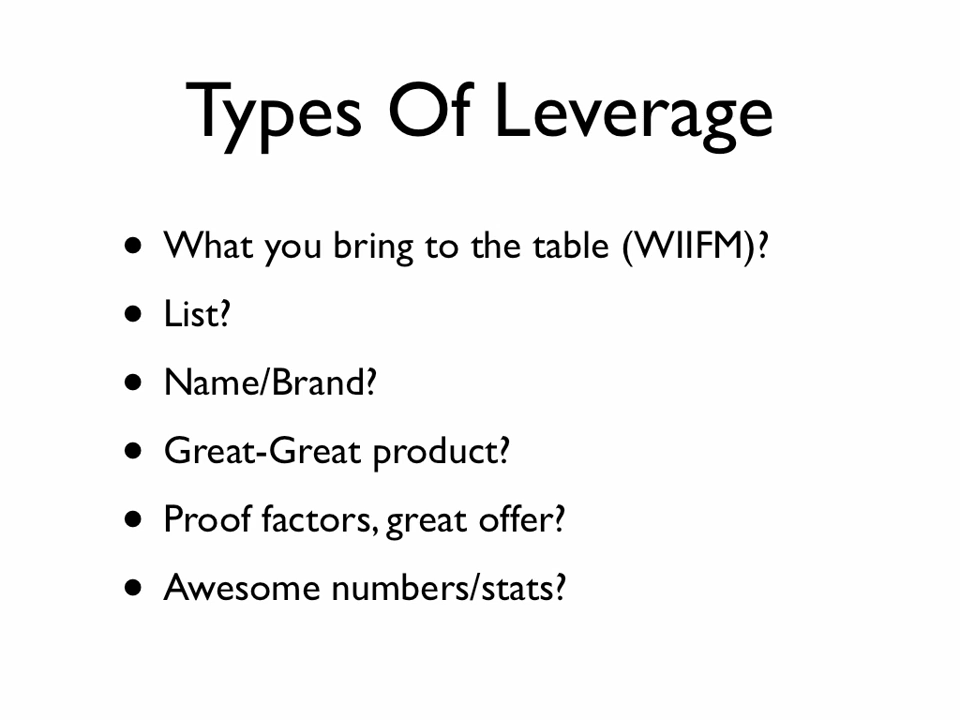 Types Of Leverage
• What you bring to the table (WIIFM)?
• List?
• Name/Brand?
• Great-Great product?
• Proof factors, great offer?
• Awesome numbers/stats?